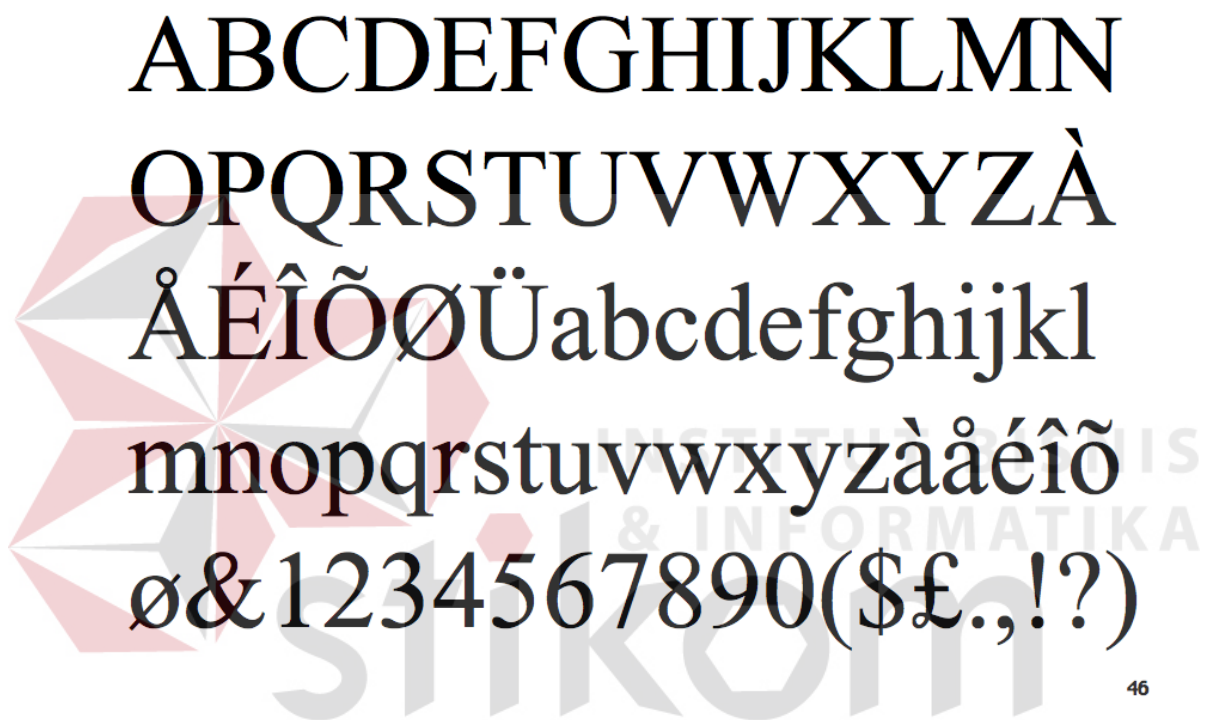 ABCDEFGHIJKLMN
OPQRSTUVWXYZÀ
ÅÉÎÕØÜabcdefghijkl
mnopqrstuvwxyzàåéîõ
ø&1234567890($£.,!?)
INSTITUT BISNIS
& INFORMATIKA
stikom
46